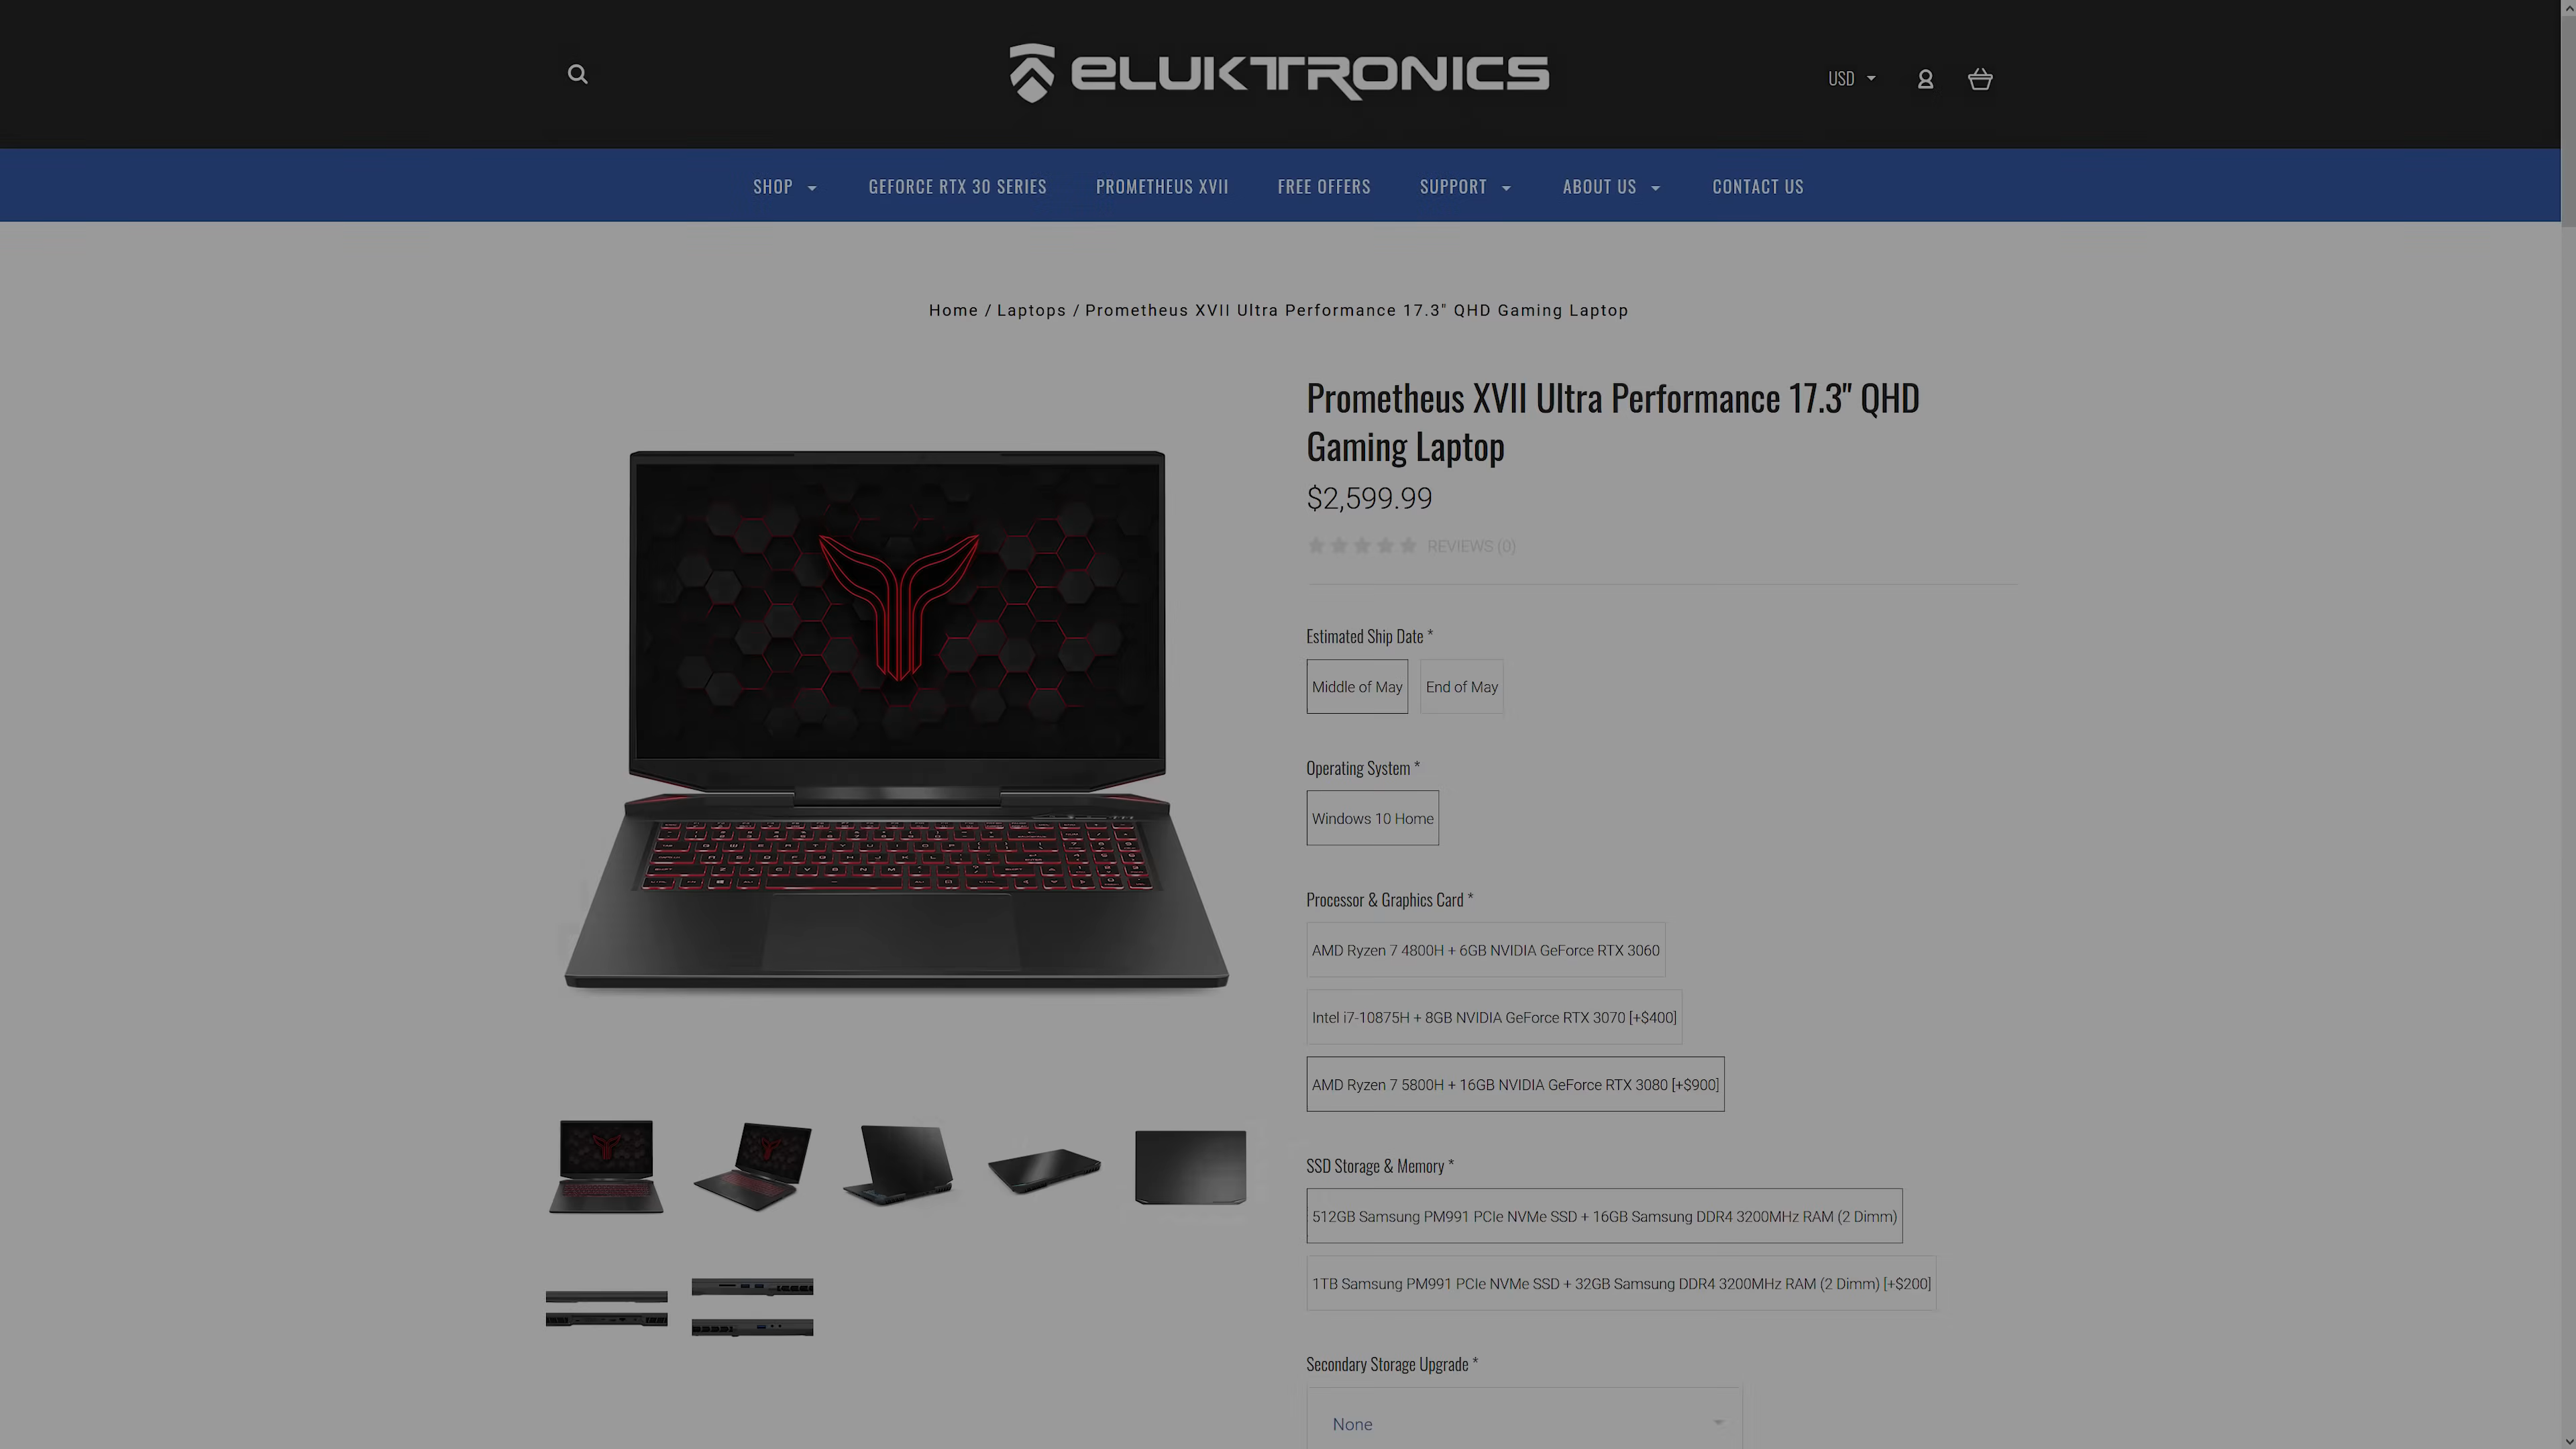 eLUKTRONICS
USD
SHOP
GEFORCE RTX 30 SERIES
PROMETHEUS XVII
FREE OFFERS
SUPPORT
ABOUT US
CONTACT US
Home / Laptops / Prometheus XVII Ultra Performance 17.3" QHD Gaming Laptop
Prometheus XVII Ultra Performance 17.3" QHD
Gaming Laptop
$2,599.99
REVIEWS (0)
Estimated Ship Date *
Middle of May
End of May
Operating System *
Windows 10 Home
Processor & Graphics Card *
AMD Ryzen 7 4800H + 6GB NVIDIA GeForce RTX 3060
Intel i7-10875H + 8GB NVIDIA GeForce RTX 3070 [+$400]
AMD Ryzen 7 5800H + 16GB NVIDIA GeForce RTX 3080 [+$900]
SSD Storage & Memory *
512GB Samsung PM991 PCIe NVMe SSD + 16GB Samsung DDR4 3200MHz RAM (2 Dimm)
1TB Samsung PM991 PCIe NVMe SSD + 32GB Samsung DDR4 3200MHz RAM (2 Dimm) [+$200]
Secondary Storage Upgrade *
None